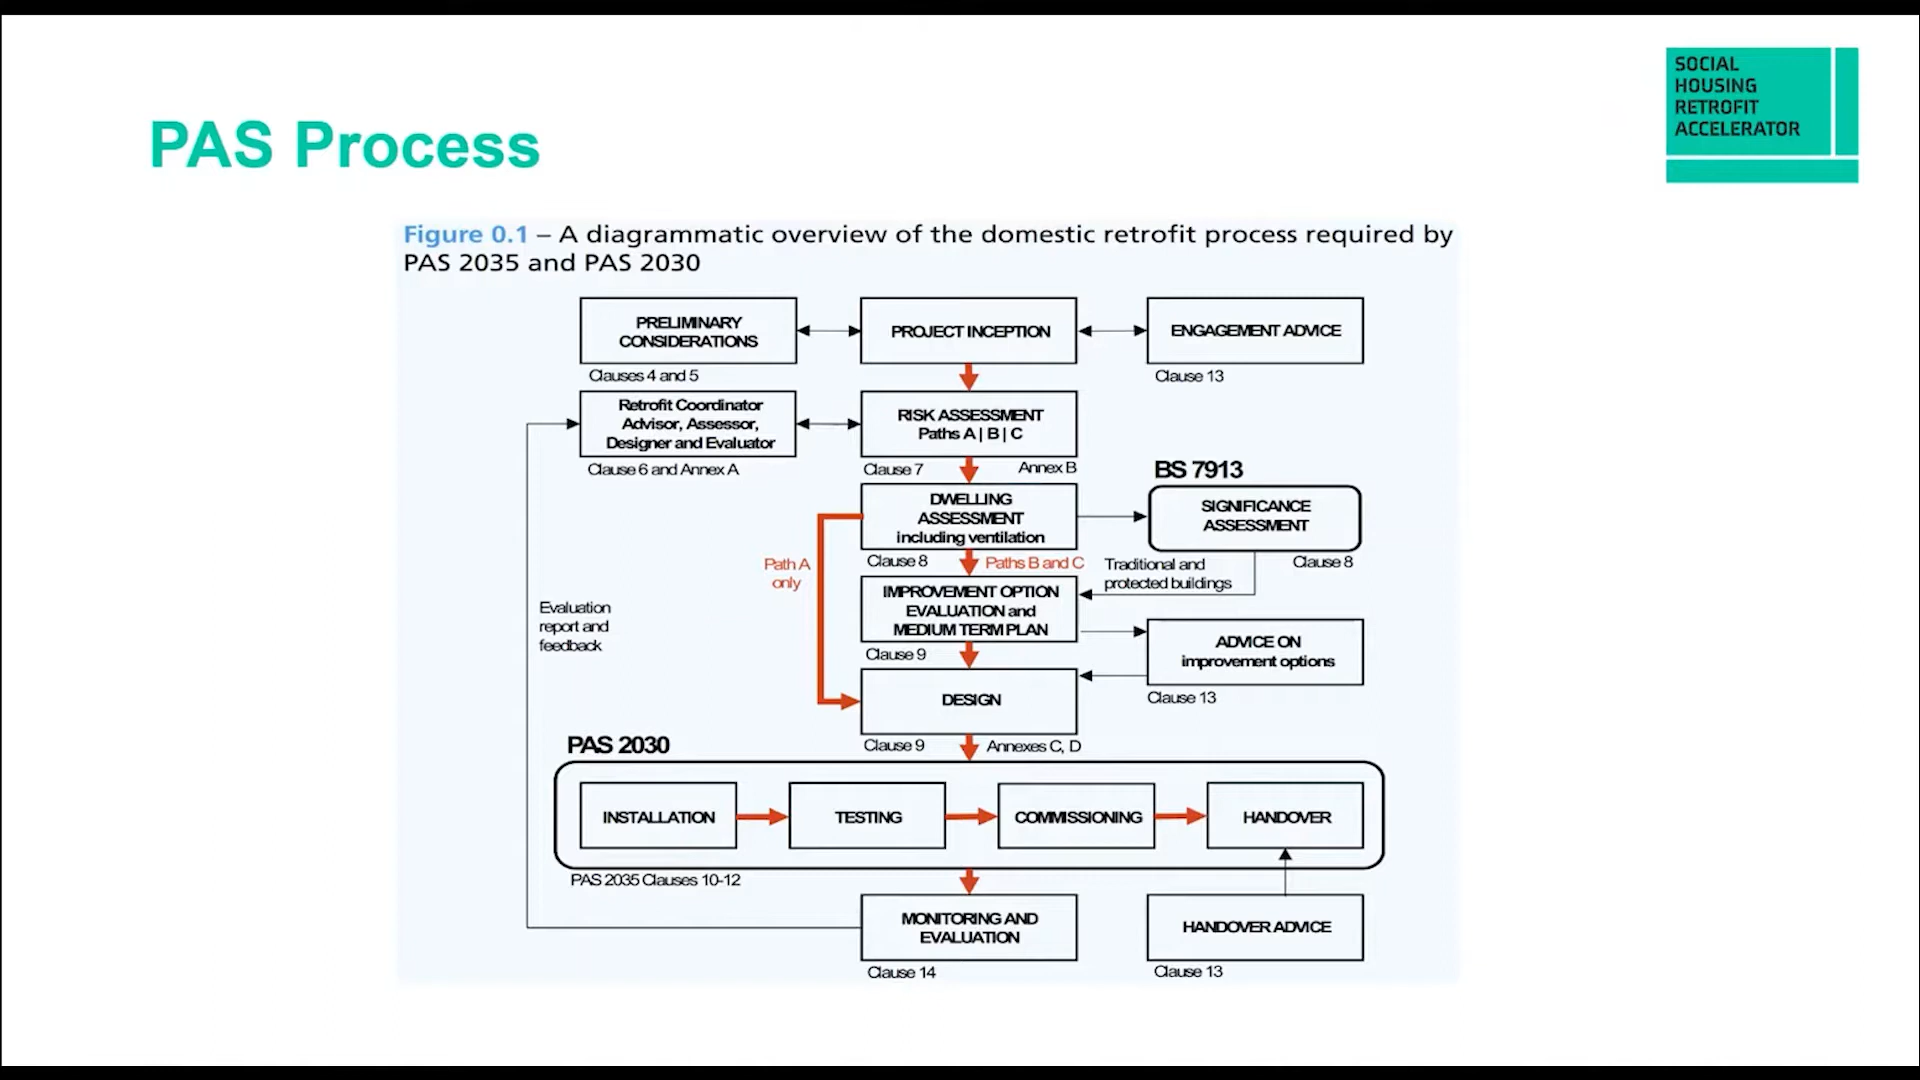 SOCIAL
HOUSING
RETROFIT
ACCELERATOR
PAS Process
Figure 0.1 – A diagrammatic overview of the domestic retrofit process required by
PAS 2035 and PAS 2030
PRELIMINARY
CONSIDERATIONS
Clauses 4 and 5
PROJECT INCEPTION
ENGAGEMENT ADVICE
Clause 13
Retrofit Coordinator
Advisor, Assessor,
Designer and Evaluator
Clause 6 and Annex A
RISK ASSESSMENT
Paths A | B | C
Clause 7
Annex B
BS 7913
DWELLING
ASSESSMENT
including ventilation
Clause 8
SIGNIFICANCE
ASSESSMENT
Clause 8
Path A
only
Paths B and C
Traditional and
protected buildings
IMPROVEMENT OPTION
EVALUATION and
MEDIUM TERM PLAN
Clause 9
Evaluation
report and
feedback
ADVICE ON
improvement options
Clause 13
DESIGN
Clause 9
Annexes C, D
PAS 2030
INSTALLATION
TESTING
COMMISSIONING
HANDOVER
PAS 2035 Clauses 10-12
MONITORING AND
EVALUATION
Clause 14
HANDOVER ADVICE
Clause 13